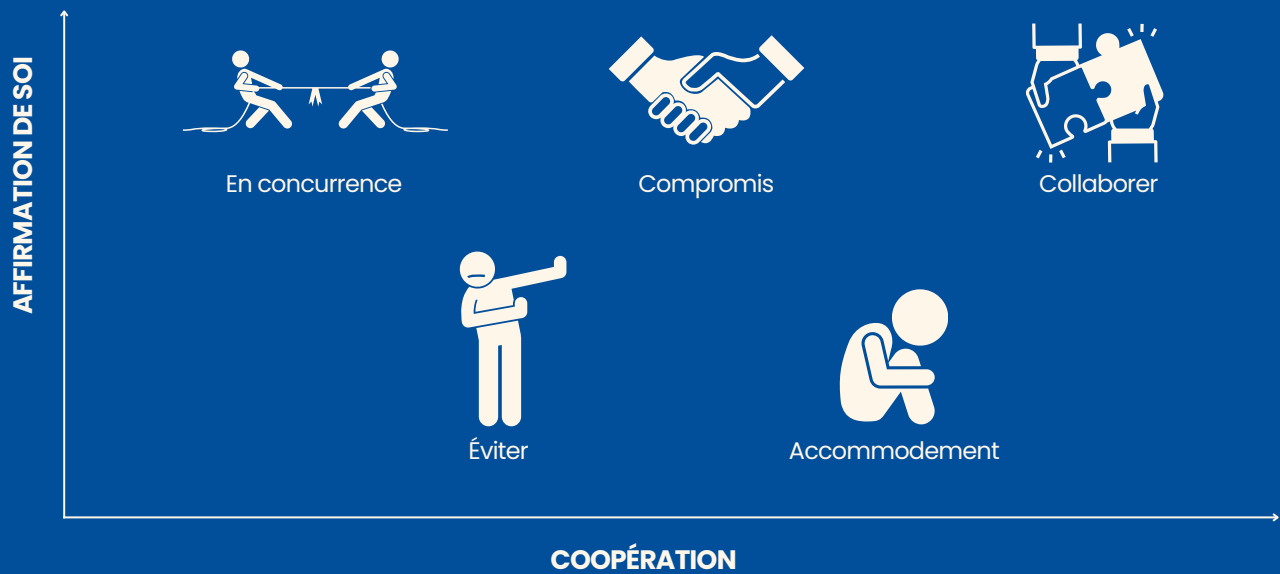 AFFIRMATION DE SOI
En concurrence
Compromis
Collaborer
Éviter
Accommodement
COOPÉRATION